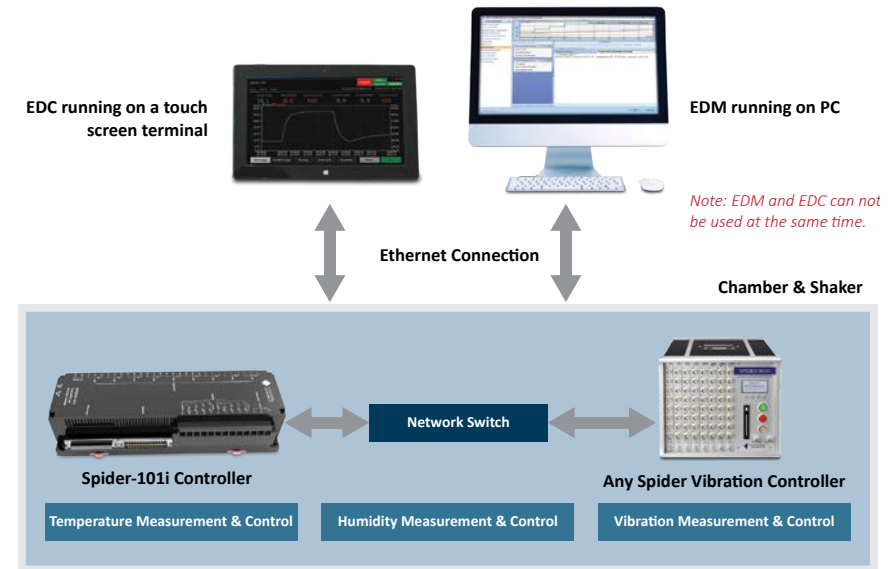 EDC running on a touch
screen terminal
EDM running on PC
Note: EDM and EDC can not
be used at the same time.
Ethernet Connection
Chamber & Shaker
Network Switch
Spider-101i Controller
Any Spider Vibration Controller
Temperature Measurement & Control
Humidity Measurement & Control
Vibration Measurement & Control